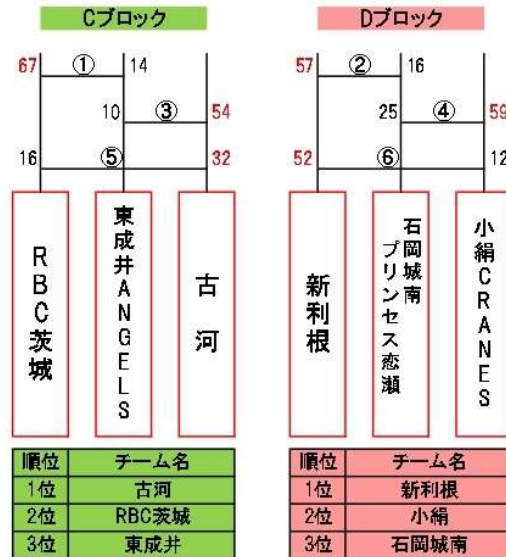 Cブロック
67 ① 14
10 ③ 54
16 ⑤ 32
RBC茨城
東成井ANGELS
古河
順位 チーム名
1位 古河
2位 RBC茨城
3位 東成井
Dブロック
57 ② 16
25 ④ 59
52 ⑥ 12
新利根
石岡城南
プリンセス恋瀬
小絹CRANES
順位 チーム名
1位 新利根
2位 小絹
3位 石岡城南